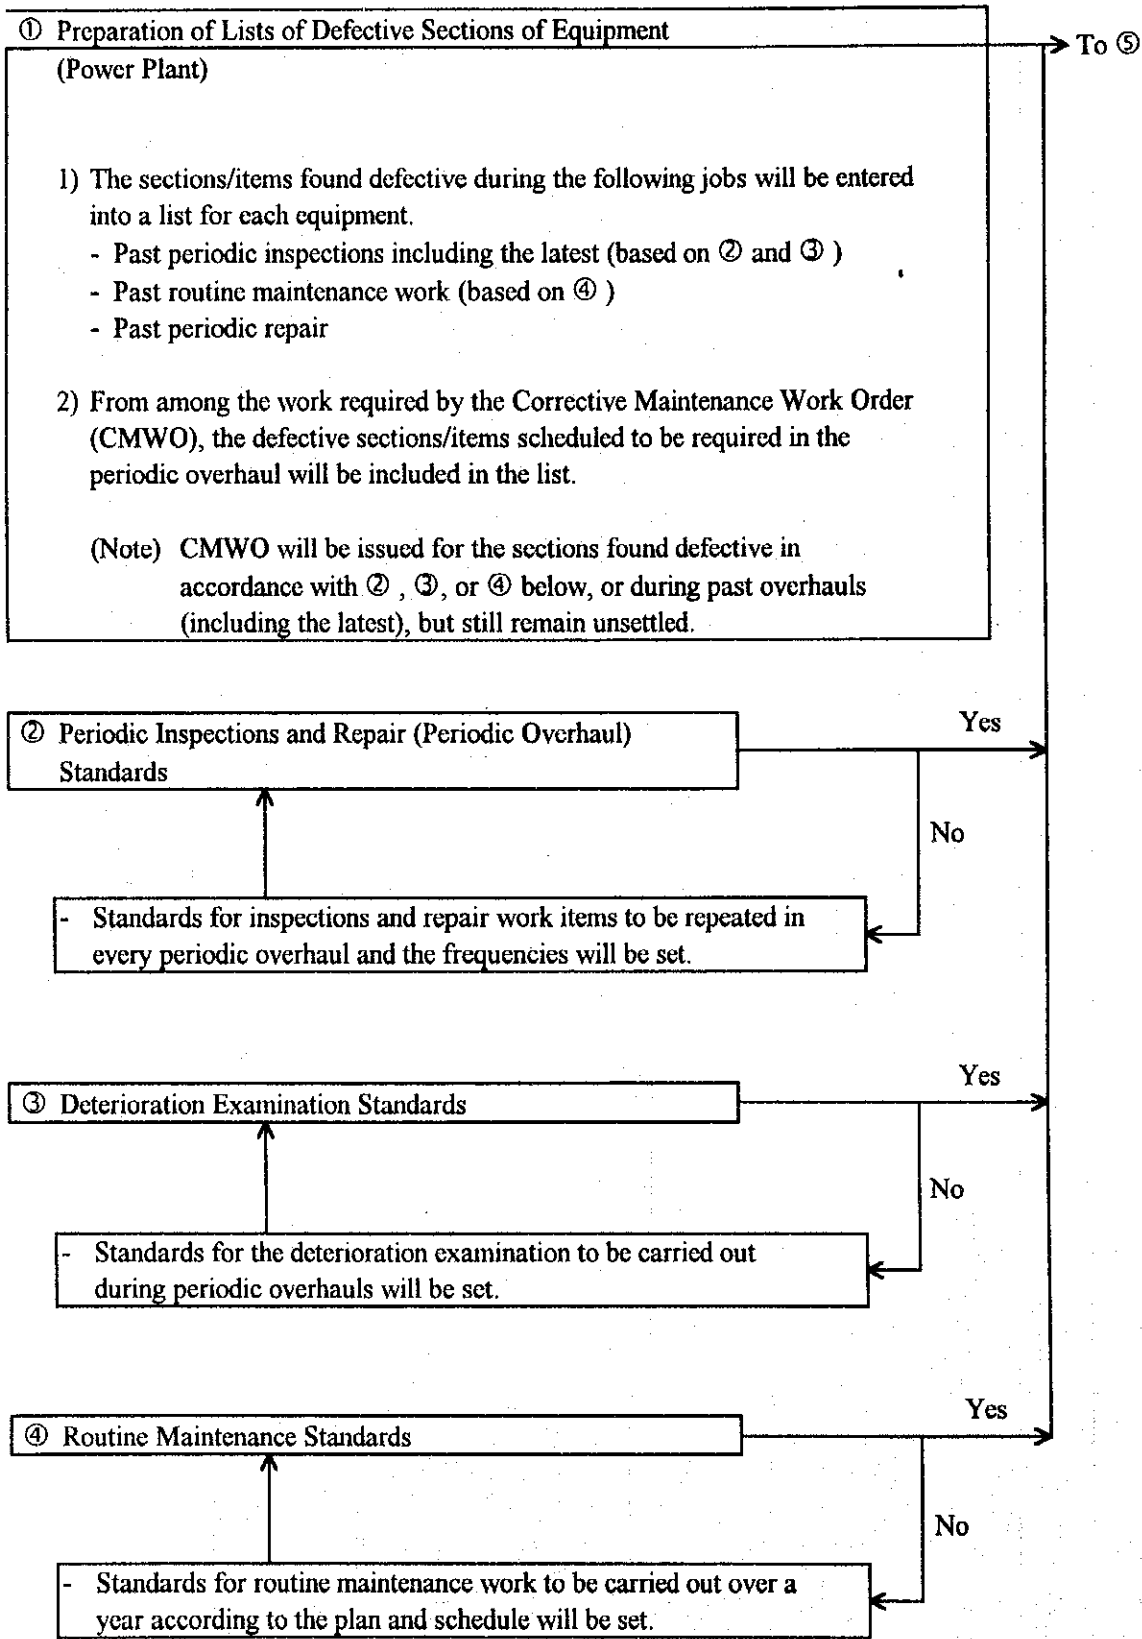 ① Preparation of Lists of Defective Sections of Equipment
To ⑤
(Power Plant)
1) The sections/items found defective during the following jobs will be entered
into a list for each equipment.
- Past periodic inspections including the latest (based on ② and ③ )
- Past routine maintenance work (based on ④ )
- Past periodic repair
2) From among the work required by the Corrective Maintenance Work Order
(CMWO), the defective sections/items scheduled to be required in the
periodic overhaul will be included in the list.
(Note) CMWO will be issued for the sections found defective in
accordance with ② , ③, or ④ below, or during past overhauls
(including the latest), but still remain unsettled.
② Periodic Inspections and Repair (Periodic Overhaul)
Standards
Yes
No
- Standards for inspections and repair work items to be repeated in
every periodic overhaul and the frequencies will be set.
③ Deterioration Examination Standards
Yes
No
- Standards for the deterioration examination to be carried out
during periodic overhauls will be set.
④ Routine Maintenance Standards
Yes
No
- Standards for routine maintenance work to be carried out over a
year according to the plan and schedule will be set.